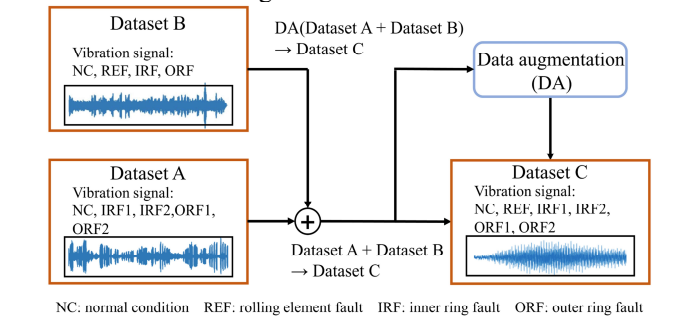 Dataset B
Vibration signal:
NC, REF, IRF, ORF
DA(Dataset A + Dataset B)
→ Dataset C
Data augmentation
(DA)
Dataset A
Vibration signal:
NC, IRF1, IRF2,ORF1,
ORF2
+
Dataset A + Dataset B
→ Dataset C
Dataset C
Vibration signal:
NC, REF, IRF1, IRF2,
ORF1, ORF2
NC: normal condition REF: rolling element fault IRF: inner ring fault ORF: outer ring fault